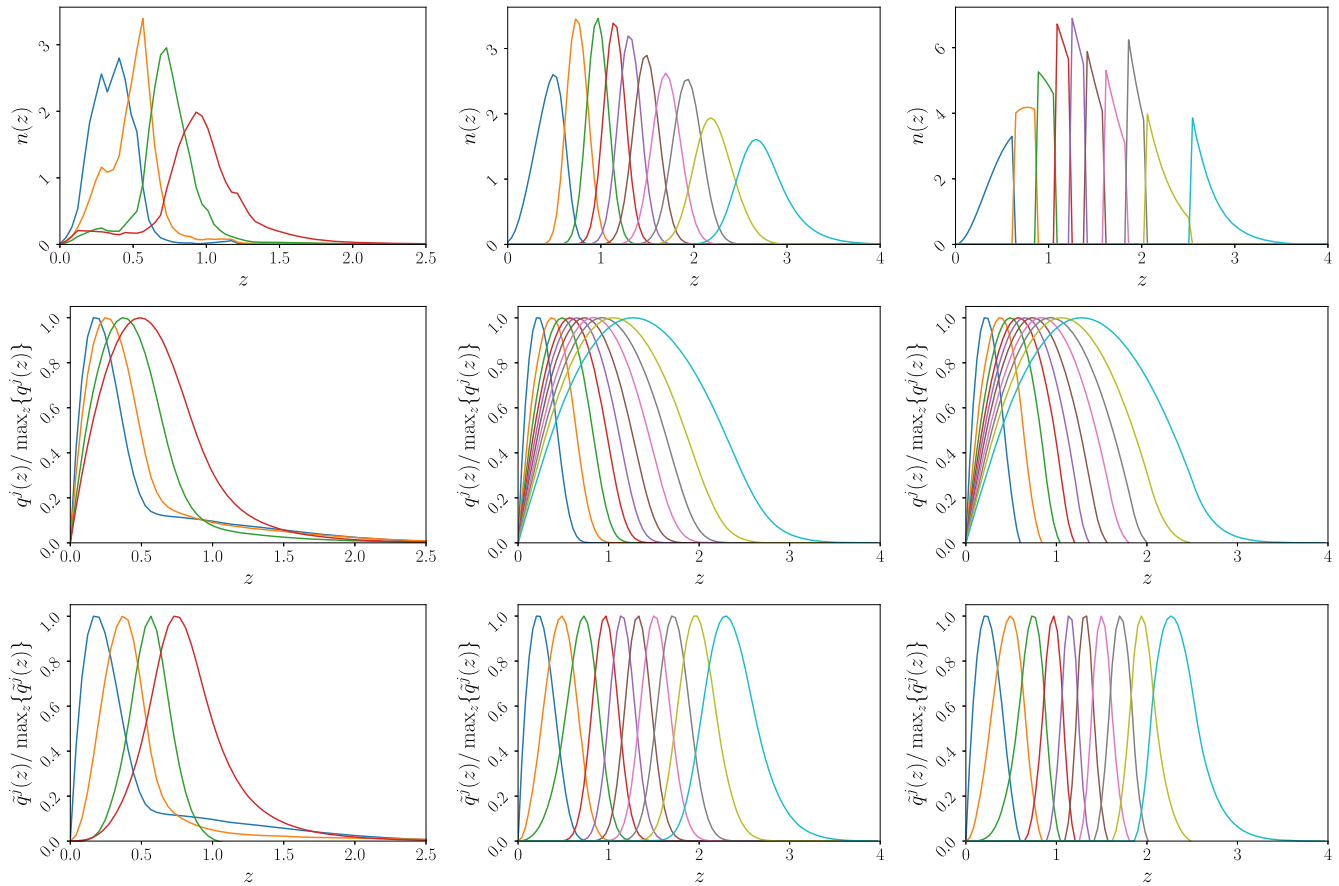 n(z)
0 1 2 3
0.0 0.5 1.0 1.5 2.0 2.5
z
n(z)
0 1 2 3
0 1 2 3 4
z
n(z)
0 2 4 6
0 1 2 3 4
z
q^j(z)/ max_z{q^j(z)}
0.0 0.2 0.4 0.6 0.8 1.0
0.0 0.5 1.0 1.5 2.0 2.5
z
q^j(z)/ max_z{q^j(z)}
0.0 0.2 0.4 0.6 0.8 1.0
0 1 2 3 4
z
q^j(z)/ max_z{q^j(z)}
0.0 0.2 0.4 0.6 0.8 1.0
0 1 2 3 4
z
q̃^j(z)/ max_z{q̃^j(z)}
0.0 0.2 0.4 0.6 0.8 1.0
0.0 0.5 1.0 1.5 2.0 2.5
z
q̃^j(z)/ max_z{q̃^j(z)}
0.0 0.2 0.4 0.6 0.8 1.0
0 1 2 3 4
z
q̃^j(z)/ max_z{q̃^j(z)}
0.0 0.2 0.4 0.6 0.8 1.0
0 1 2 3 4
z